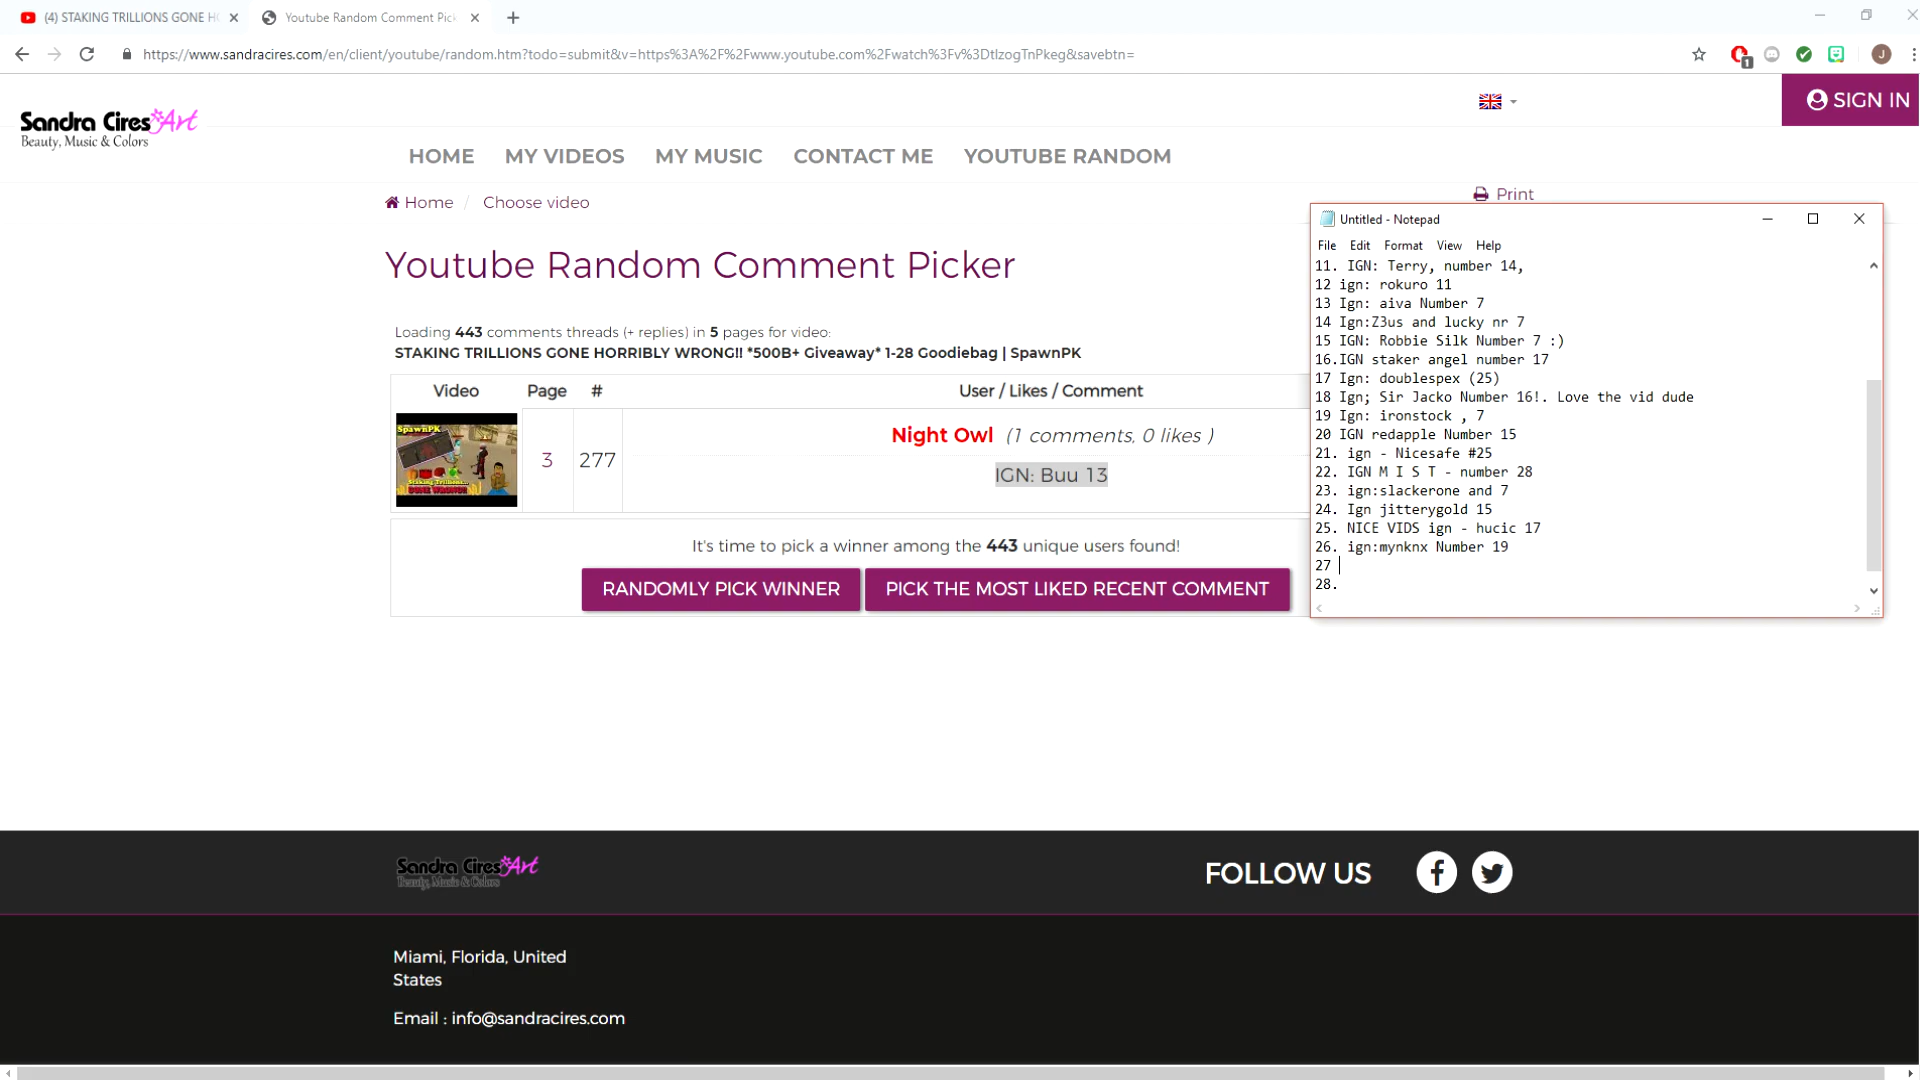 (4) STAKING TRILLIONS GONE HO
Youtube Random Comment Pick
https://www.sandracires.com/en/client/youtube/random.htm?todo=submit&v=https%3A%2F%2Fwww.youtube.com%2Fwatch%3Fv%3DtlzogTnPkeg&savebtn=
1
J
Sandra Cires Art
Beauty, Music & Colors
SIGN IN
HOME MY VIDEOS MY MUSIC CONTACT ME YOUTUBE RANDOM
Home / Choose video
Print
Youtube Random Comment Picker
Loading 443 comments threads (+ replies) in 5 pages for video:
STAKING TRILLIONS GONE HORRIBLY WRONG!! *500B+ Giveaway* 1-28 Goodiebag | SpawnPK
Video Page # User / Likes / Comment
SpawnPK
Staking Trillions..
GONE WRONG!!
3 277
Night Owl (1 comments, 0 likes )
IGN: Buu 13
It's time to pick a winner among the 443 unique users found!
RANDOMLY PICK WINNER
PICK THE MOST LIKED RECENT COMMENT
Untitled - Notepad
File Edit Format View Help
11. IGN: Terry, number 14,
12 ign: rokuro 11
13 Ign: aiva Number 7
14 Ign:Z3us and lucky nr 7
15 IGN: Robbie Silk Number 7 :)
16.IGN staker angel number 17
17 Ign: doublespex (25)
18 Ign; Sir Jacko Number 16!. Love the vid dude
19 Ign: ironstock , 7
20 IGN redapple Number 15
21. ign - Nicesafe #25
22. IGN M I S T - number 28
23. ign:slackerone and 7
24. Ign jitterygold 15
25. NICE VIDS ign - hucic 17
26. ign:mynknx Number 19
27
28.
Sandra Cires Art
Beauty, Music & Colors
FOLLOW US
Miami, Florida, United
States
Email : info@sandracires.com